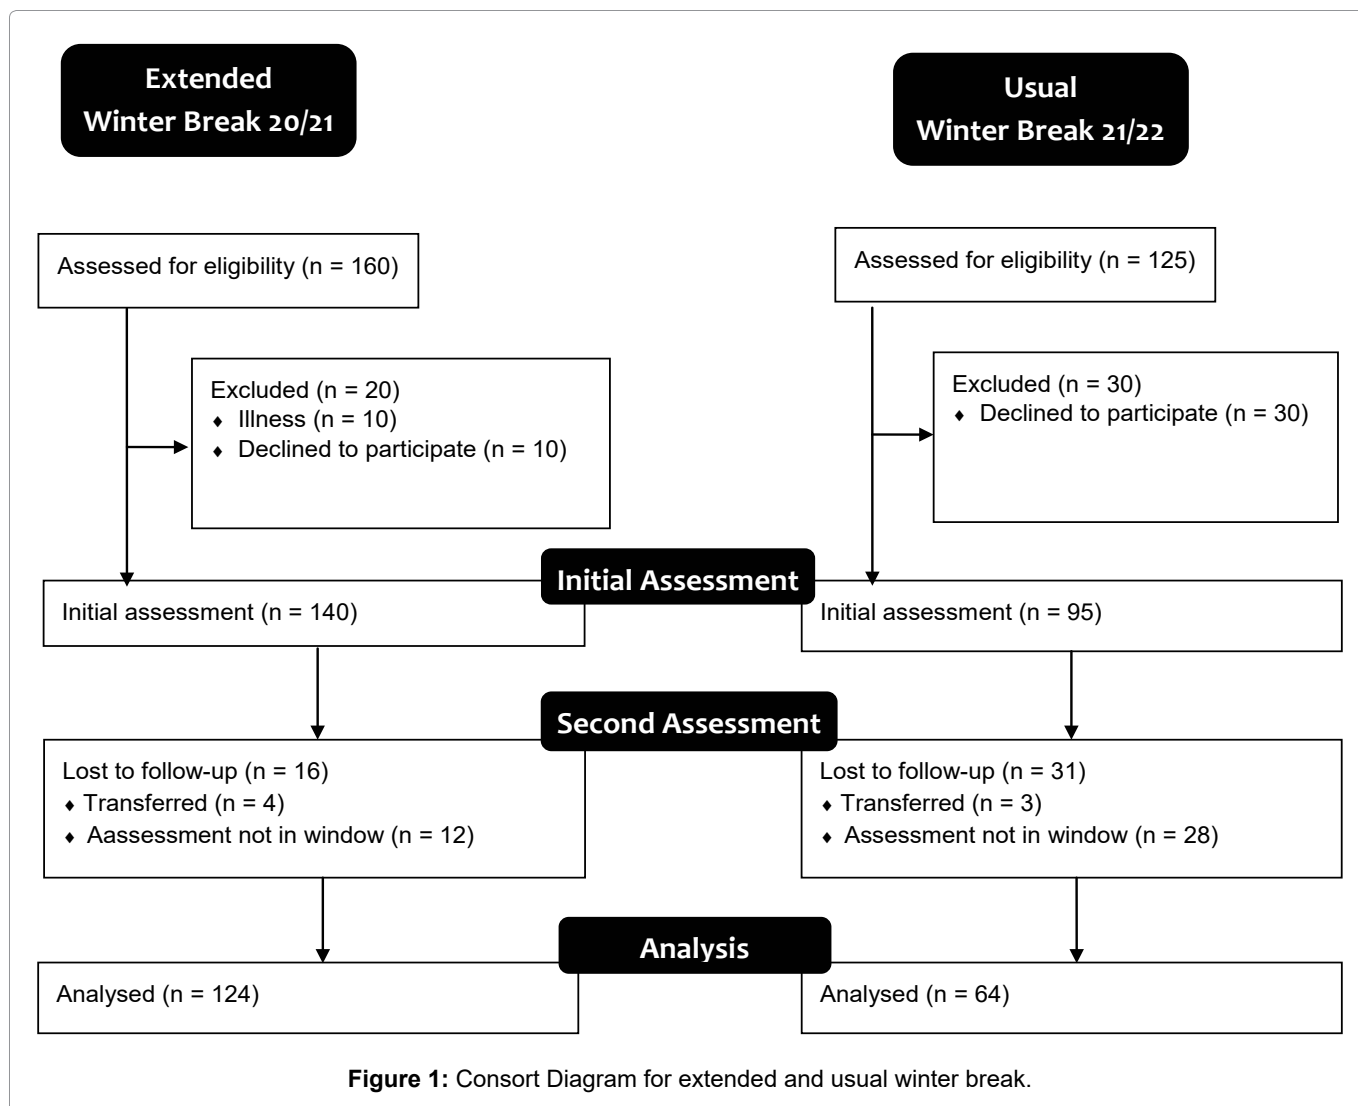 Extended
Winter Break 20/21
Usual
Winter Break 21/22
Assessed for eligibility (n = 160)
Assessed for eligibility (n = 125)
Excluded (n = 20)
♦ Illness (n = 10)
♦ Declined to participate (n = 10)
Excluded (n = 30)
♦ Declined to participate (n = 30)
Initial Assessment
Initial assessment (n = 140)
Initial assessment (n = 95)
Second Assessment
Lost to follow-up (n = 16)
♦ Transferred (n = 4)
♦ Aassessment not in window (n = 12)
Lost to follow-up (n = 31)
♦ Transferred (n = 3)
♦ Assessment not in window (n = 28)
Analysis
Analysed (n = 124)
Analysed (n = 64)
Figure 1: Consort Diagram for extended and usual winter break.